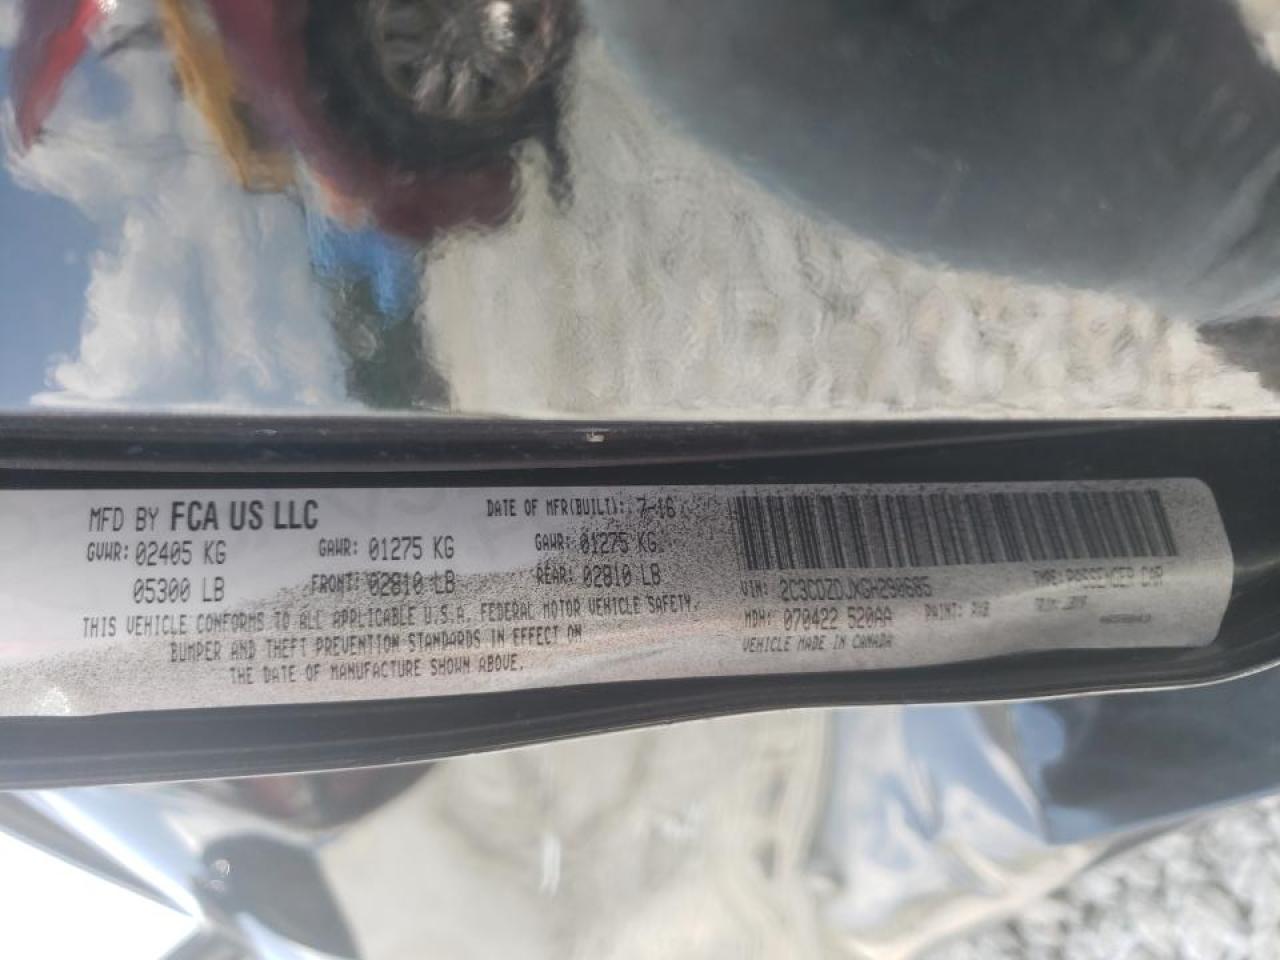 MFD BY FCA US LLC
DATE OF MFR(BUILT): 7-16
GVWR: 02405 KG
05300 LB
GAWR: 01275 KG
FRONT: 02810 LB
GAWR: 01275 KG
REAR: 02810 LB
THIS VEHICLE CONFORMS TO ALL APPLICABLE U.S.A. FEDERAL MOTOR VEHICLE SAFETY,
BUMPER AND THEFT PREVENTION STANDARDS IN EFFECT ON
THE DATE OF MANUFACTURE SHOWN ABOVE.
VIN:
TYPE: PASSENGER CAR
MDH: 070422 520AA
PAINT:
TRIM:
VEHICLE MADE IN CANADA